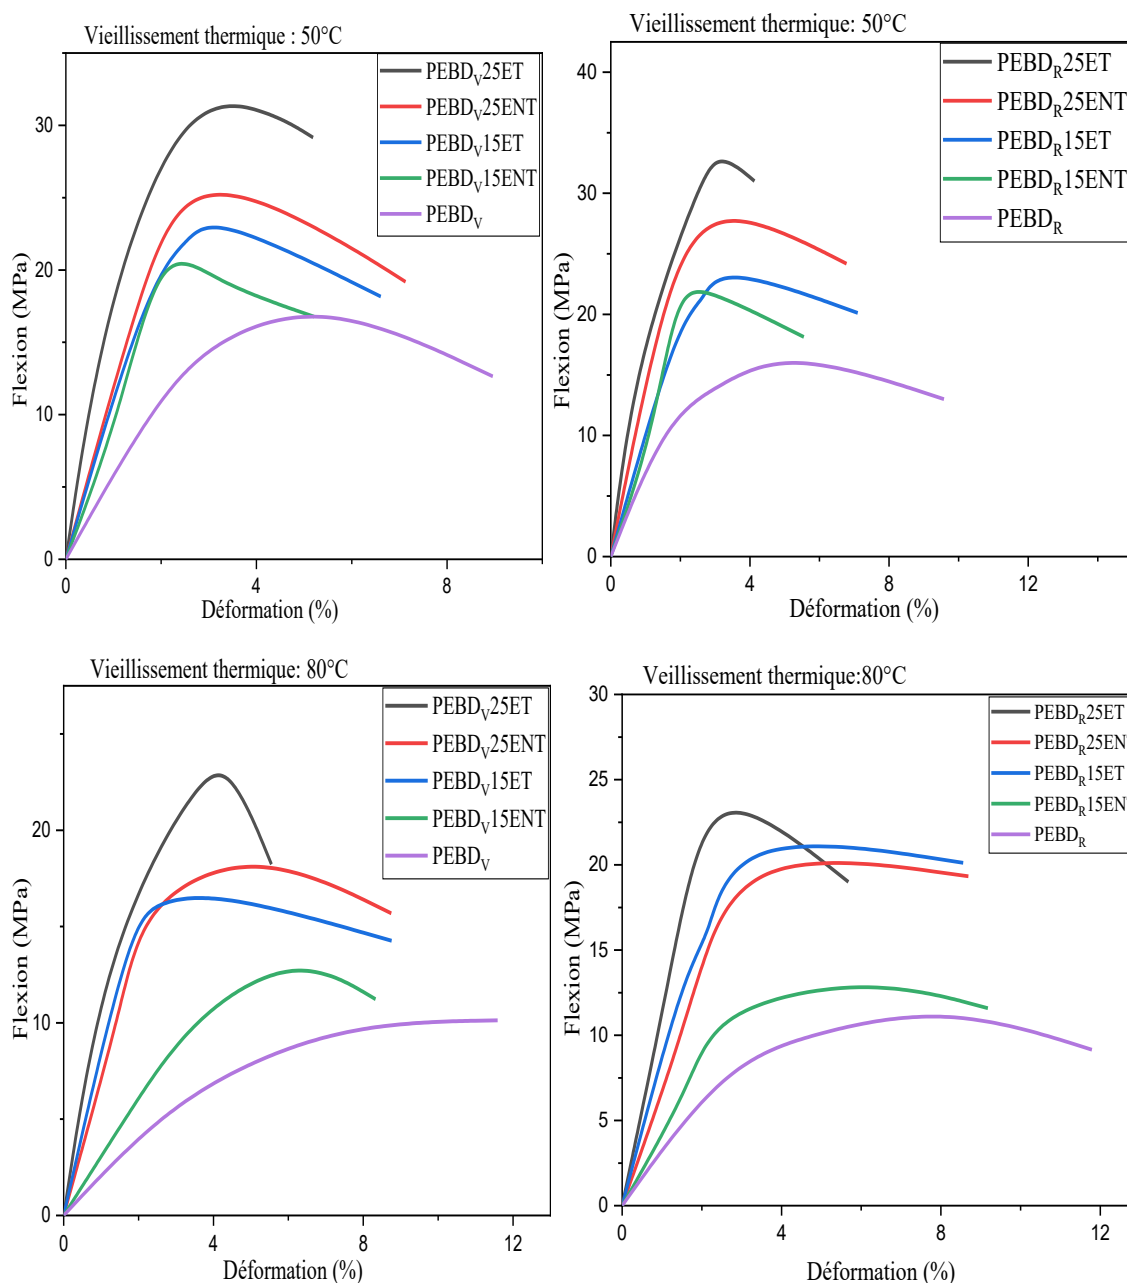 Vieillissement thermique : 50°C
PEBDV25ET
PEBDV25ENT
PEBDV15ET
PEBDV15ENT
PEBDV
Flexion (MPa)
30
20
10
0
0 4 8
Déformation (%)
Vieillissement thermique: 50°C
PEBDR25ET
PEBDR25ENT
PEBDR15ET
PEBDR15ENT
PEBDR
Flexion (MPa)
40
30
20
10
0
0 4 8 12
Déformation (%)
Vieillissement thermique: 80°C
PEBDV25ET
PEBDV25ENT
PEBDV15ET
PEBDV15ENT
PEBDV
Flexion (MPa)
20
10
0
0 4 8 12
Déformation (%)
Veillissement thermique:80°C
PEBDR25ET
PEBDR25ENT
PEBDR15ET
PEBDR15ENT
PEBDR
Flexion (MPa)
30
25
20
15
10
5
0
0 4 8 12
Déformation (%)